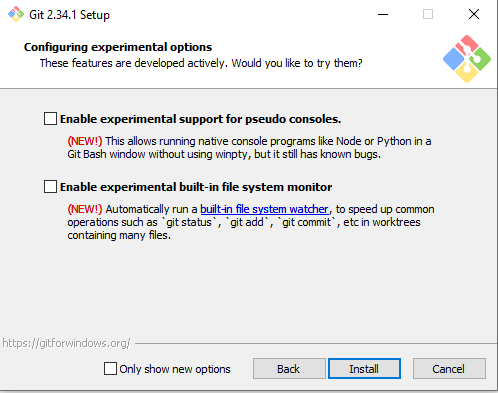 Git 2.34.1 Setup
Configuring experimental options
These features are developed actively. Would you like to try them?
Enable experimental support for pseudo consoles.
(NEW!) This allows running native console programs like Node or Python in a
Git Bash window without using winpty, but it still has known bugs.
Enable experimental built-in file system monitor
(NEW!) Automatically run a built-in file system watcher, to speed up common
operations such as `git status`, `git add`, `git commit`, etc in worktrees
containing many files.
https://gitforwindows.org/
Only show new options
Back
Install
Cancel